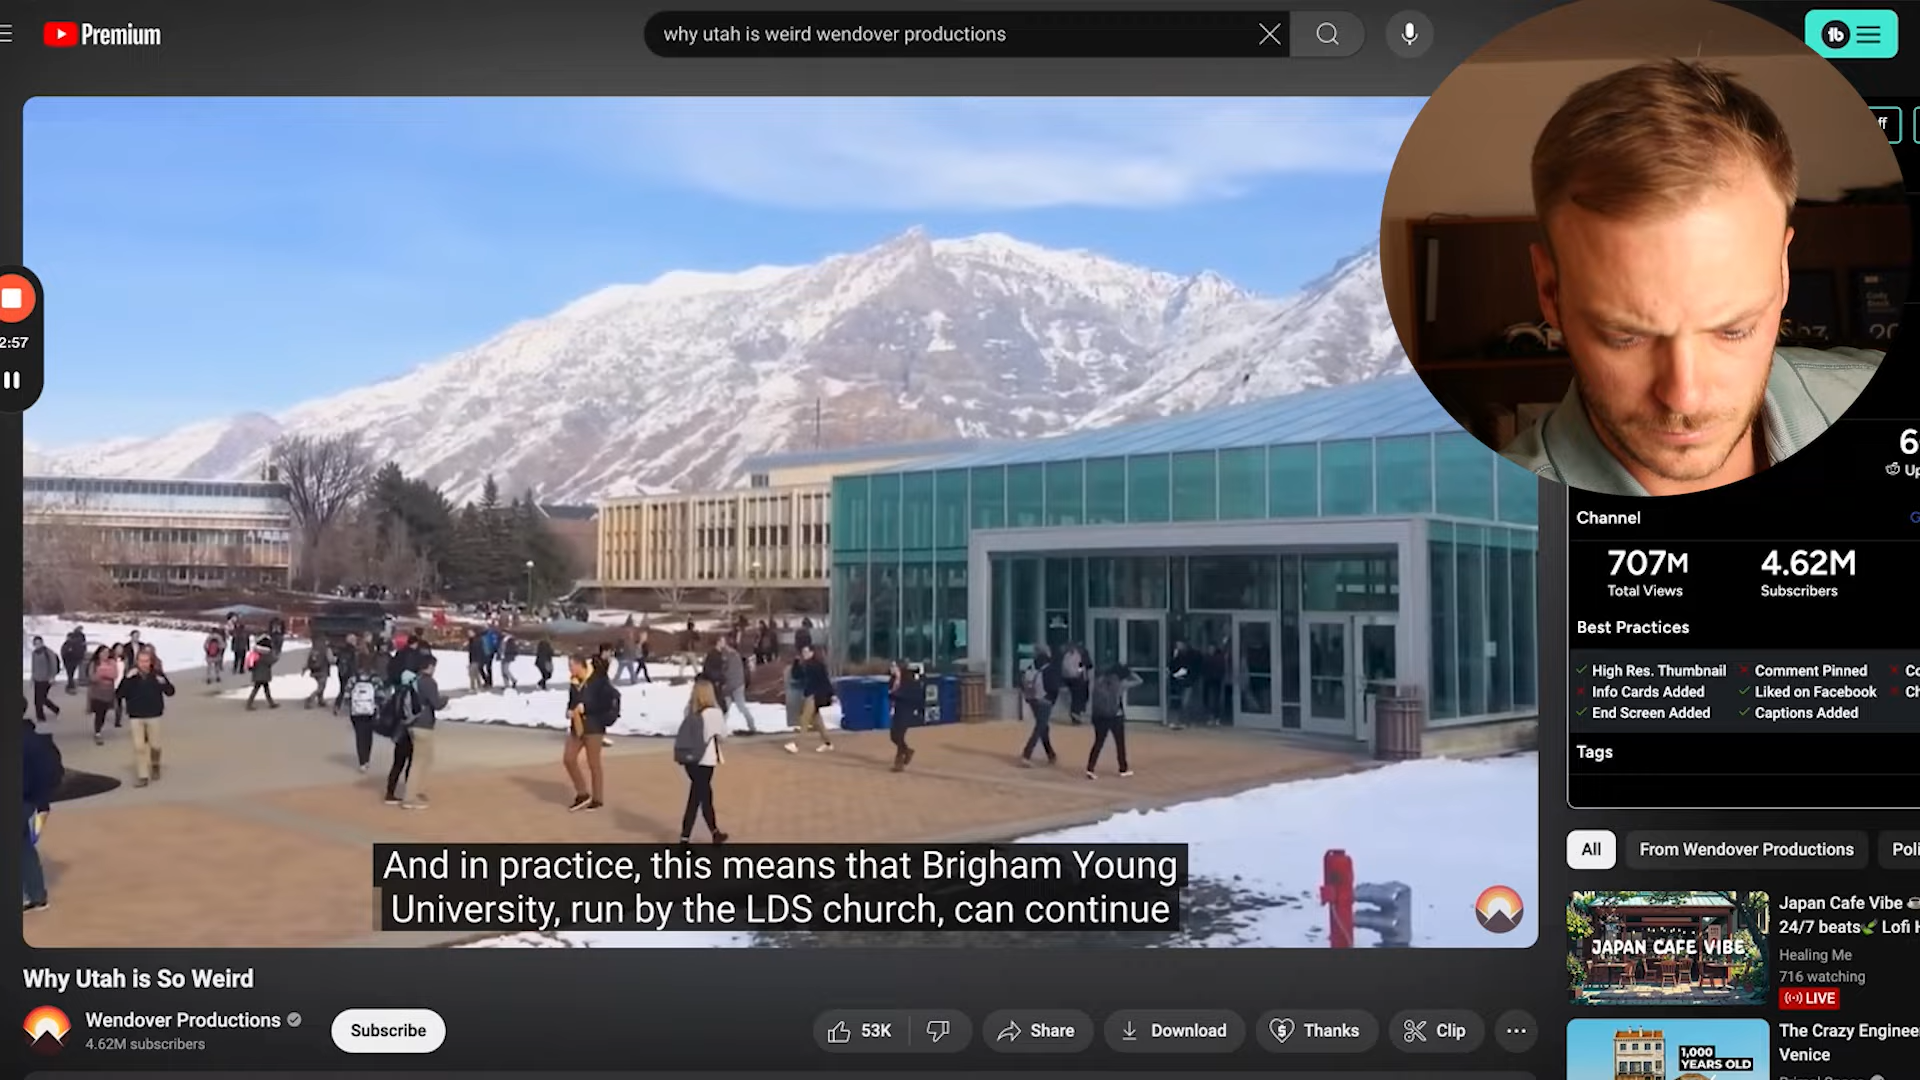 Premium
why utah is weird wendover productions
ff
2:57
And in practice, this means that Brigham Young
University, run by the LDS church, can continue
Why Utah is So Weird
Wendover Productions
4.62M subscribers
Subscribe
53K
Share
Download
Thanks
Clip
Channel
707M
Total Views
4.62M
Subscribers
Best Practices
High Res. Thumbnail
Comment Pinned
Info Cards Added
Liked on Facebook
End Screen Added
Captions Added
Tags
All
From Wendover Productions
JAPAN CAFE VIBE
Japan Cafe Vibe
24/7 beats Lofi
Healing Me
716 watching
LIVE
1,000
YEARS OLD
The Crazy Enginee
Venice